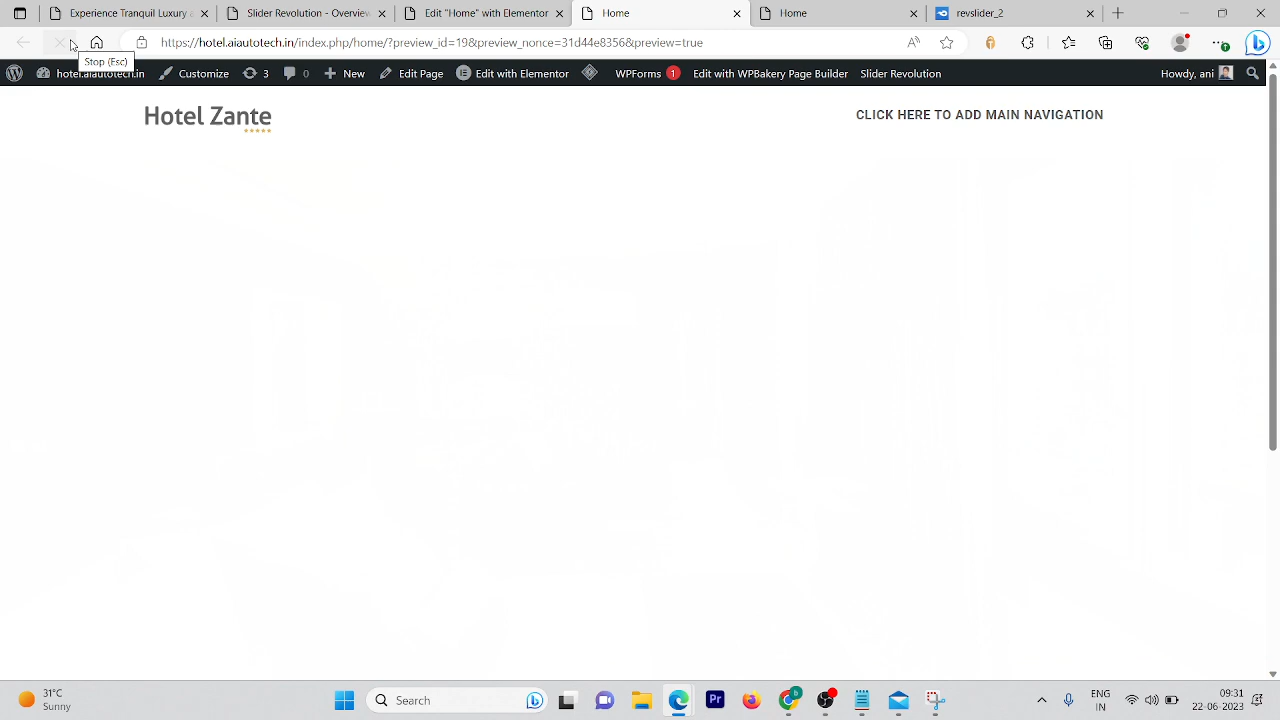 Experience Tranquil Luxury
Slider Revolution - Overview
Edit "Home" with Elementor
Home
Home
revslider_2
https://hotel.aiautotech.in/index.php/home/?preview_id=19&preview_nonce=31d44e8356&preview=true
Stop (Esc)
hotel.aiautotech.in
Customize
3
0
New
Edit Page
Edit with Elementor
WPForms 1
Edit with WPBakery Page Builder
Slider Revolution
Howdy, ani
Hotel Zante
CLICK HERE TO ADD MAIN NAVIGATION
31°C
Sunny
Search
ENG
IN
09:31
22-06-2023